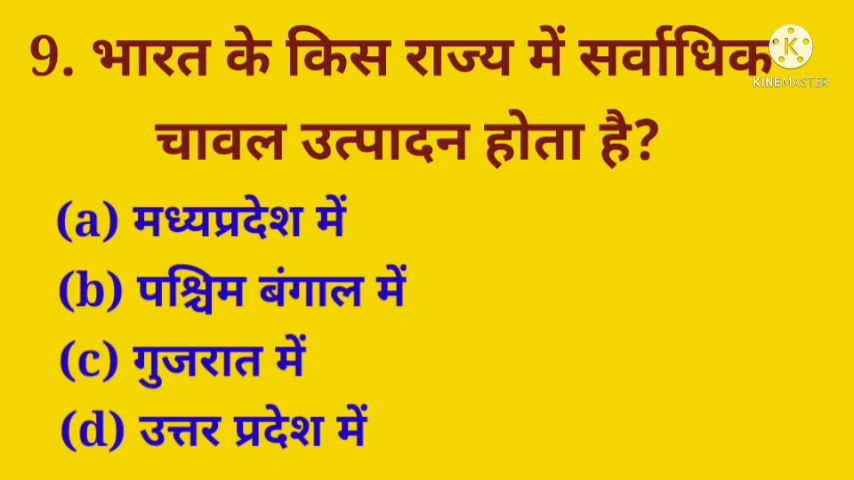 9. भारत के किस राज्य में सर्वाधिक
चावल उत्पादन होता है?
(a) मध्यप्रदेश में
(b) पश्चिम बंगाल में
(c) गुजरात में
(d) उत्तर प्रदेश में
K
KINEMASTER